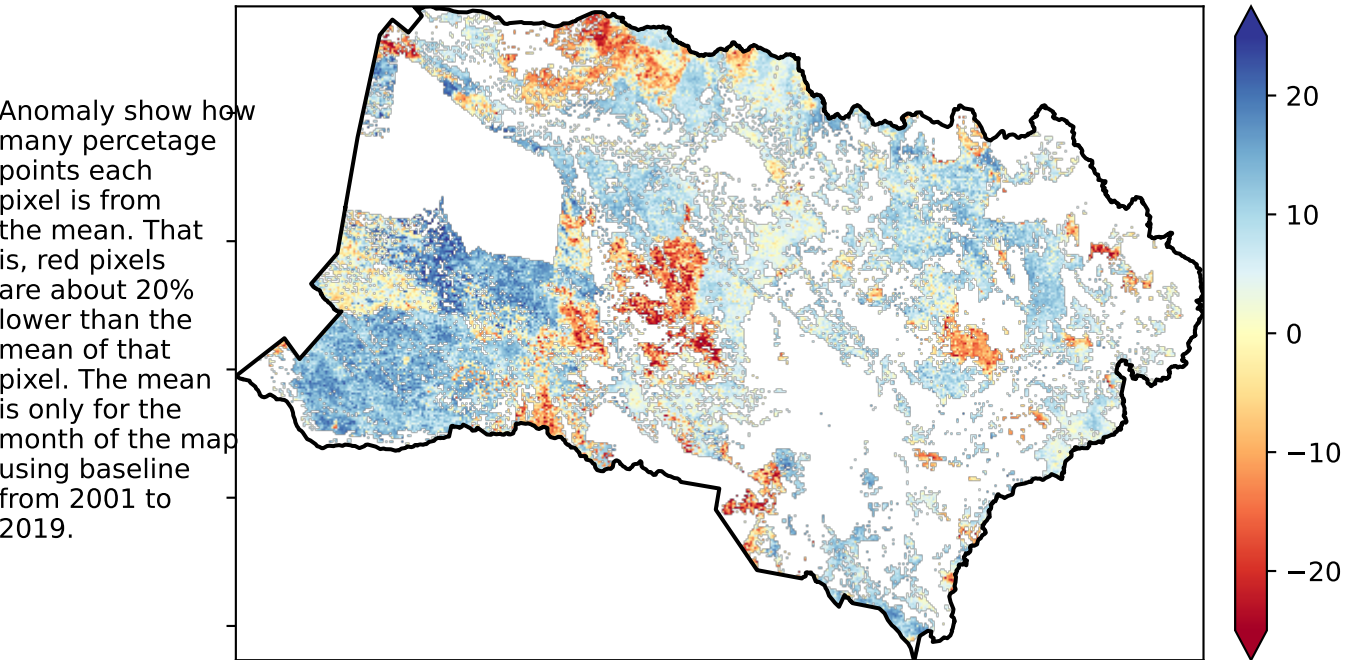 Anomaly show how
many percetage
points each
pixel is from
the mean. That
is, red pixels
are about 20%
lower than the
mean of that
pixel. The mean
is only for the
month of the map
using baseline
from 2001 to
2019.
20
10
0
−10
−20